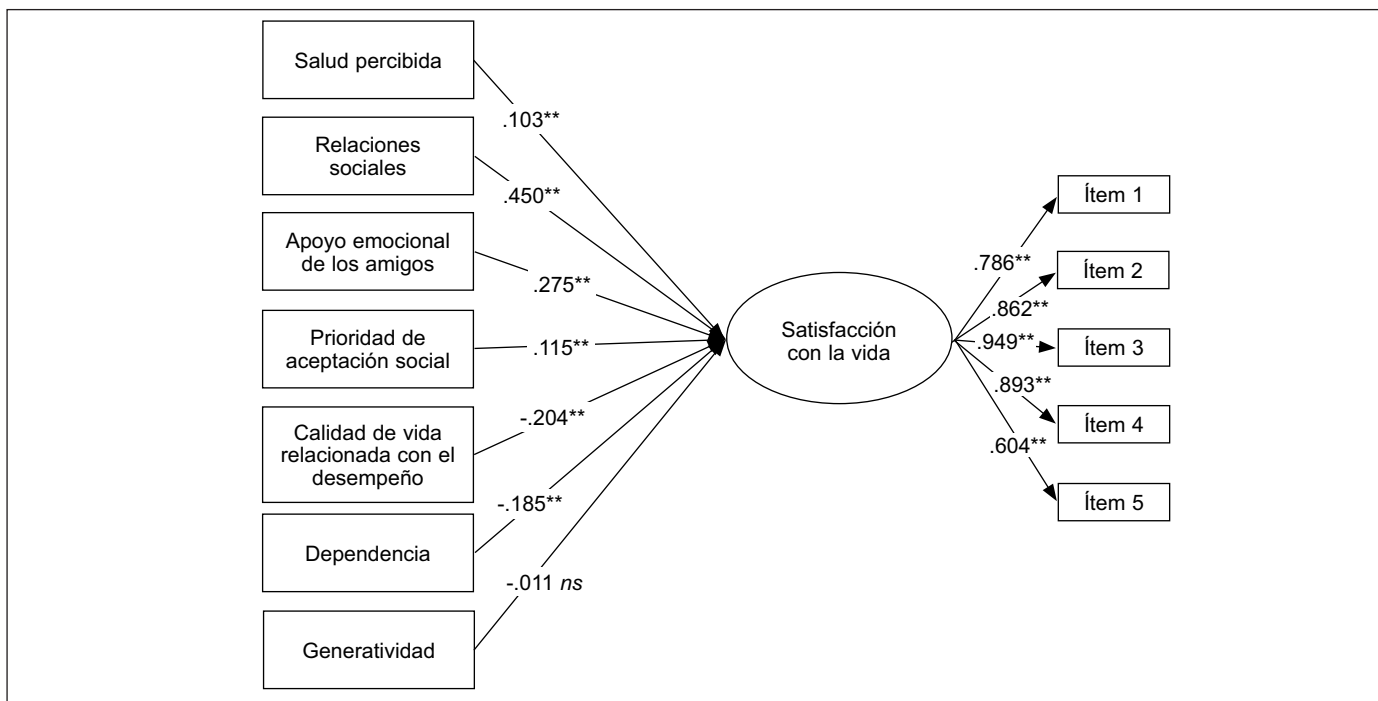 Salud percibida
.103**
Relaciones
sociales
.450**
Apoyo emocional
de los amigos
.275**
Prioridad de
aceptación social
.115**
Calidad de vida
relacionada con el
desempeño
-.204**
Dependencia
-.185**
Generatividad
-.011 ns
Satisfacción
con la vida
.786**
Ítem 1
.862**
Ítem 2
.949**
Ítem 3
.893**
Ítem 4
.604**
Ítem 5